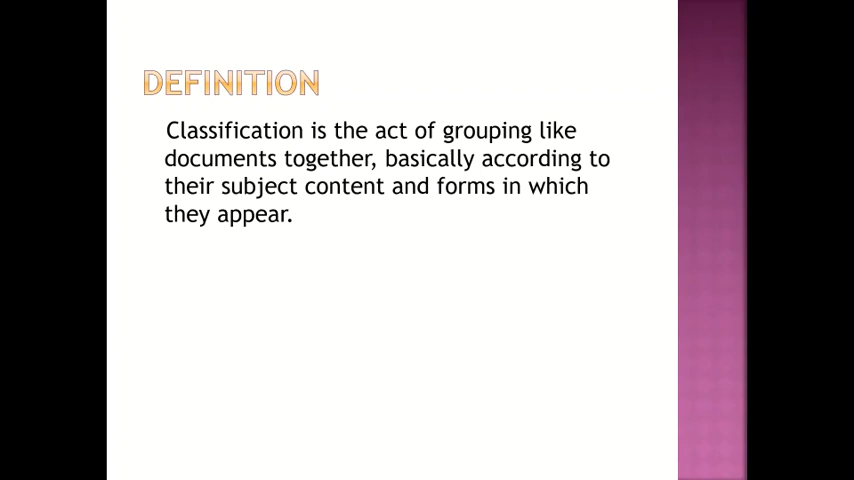 DEFINITION
Classification is the act of grouping like
documents together, basically according to
their subject content and forms in which
they appear.